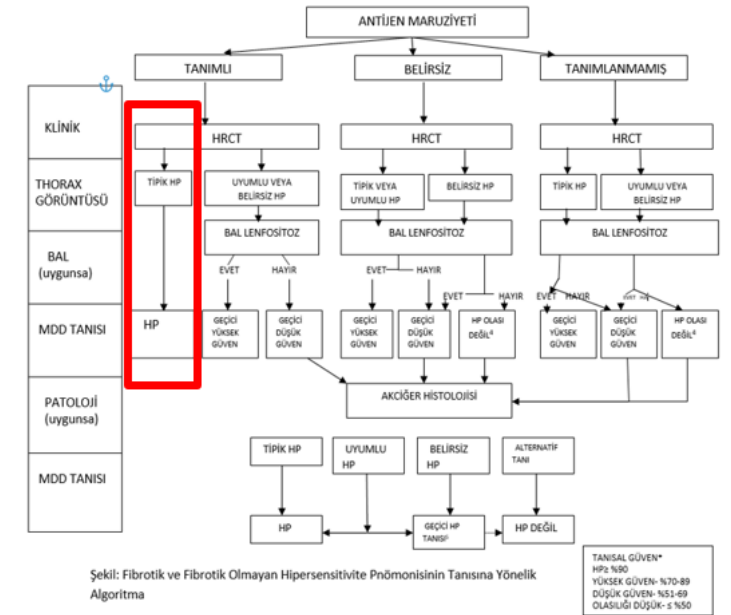 ANTİJEN MARUZİYETİ
TANIMLI
BELİRSİZ
TANIMLANMAMIŞ
KLİNİK
HRCT
HRCT
HRCT
THORAX
GÖRÜNTÜSÜ
TİPİK HP
UYUMLU VEYA
BELİRSİZ HP
TİPİK VEYA
UYUMLU HP
BELİRSİZ HP
TİPİK HP
UYUMLU VEYA
BELİRSİZ HP
BAL
(uygunsa)
BAL LENFOSİTOZ
BAL LENFOSİTOZ
BAL LENFOSİTOZ
EVET
HAYIR
EVET
HAYIR
EVET
HAYIR
EVET
HAYIR
EVET
MDD TANISI
HP
GEÇİCİ
YÜKSEK
GÜVEN
GEÇİCİ
DÜŞÜK
GÜVEN
GEÇİCİ
YÜKSEK
GÜVEN
GEÇİCİ
DÜŞÜK
GÜVEN
HP OLASI
DEĞİL⁴
GEÇİCİ
YÜKSEK
GÜVEN
GEÇİCİ
DÜŞÜK
GÜVEN
HP OLASI
DEĞİL⁴
PATOLOJİ
(uygunsa)
AKCİĞER HİSTOLOJİSİ
MDD TANISI
TİPİK HP
UYUMLU
HP
BELİRSİZ
HP
ALTERNATİF
TANI
HP
GEÇİCİ HP
TANISI
HP DEĞİL
Şekil: Fibrotik ve Fibrotik Olmayan Hipersensitivite Pnömonisinin Tanısına Yönelik
Algoritma
TANISAL GÜVEN*
HP≥ %90
YÜKSEK GÜVEN- %70-89
DÜŞÜK GÜVEN- %51-69
OLASILIĞI DÜŞÜK- ≤ %50